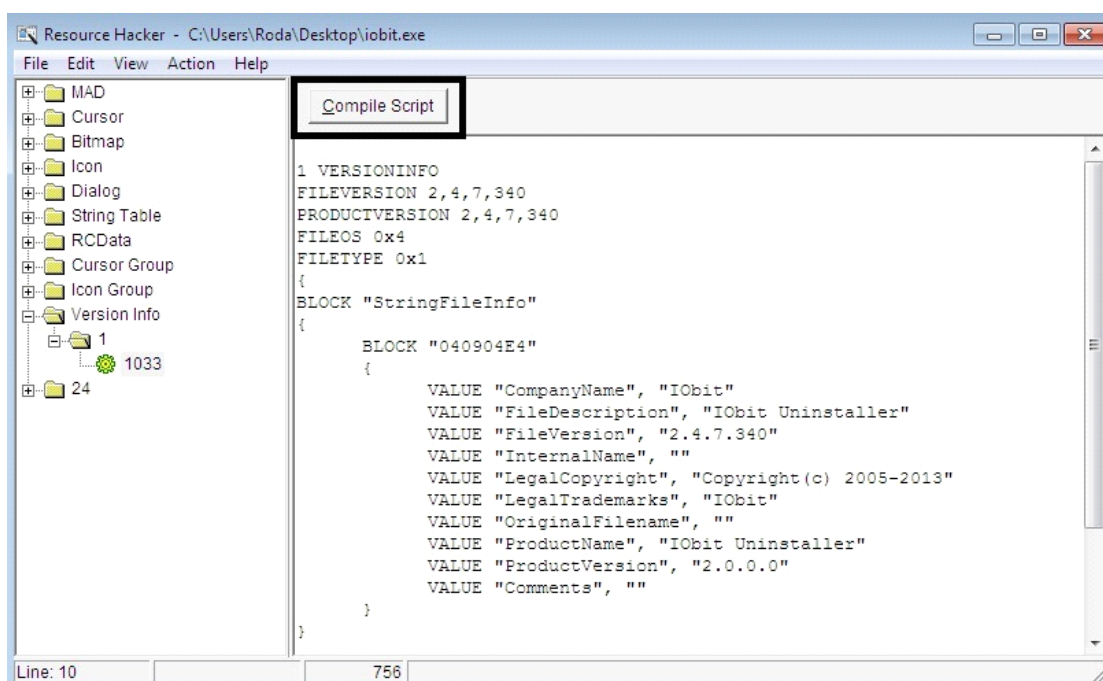 Resource Hacker - C:\Users\Roda\Desktop\iobit.exe
File Edit View Action Help
MAD
Cursor
Bitmap
Icon
Dialog
String Table
RCData
Cursor Group
Icon Group
Version Info
1
1033
24
Compile Script
1 VERSIONINFO
FILEVERSION 2,4,7,340
PRODUCTVERSION 2,4,7,340
FILEOS 0x4
FILETYPE 0x1
{
BLOCK "StringFileInfo"
{
BLOCK "040904E4"
{
VALUE "CompanyName", "IObit"
VALUE "FileDescription", "IObit Uninstaller"
VALUE "FileVersion", "2.4.7.340"
VALUE "InternalName", ""
VALUE "LegalCopyright", "Copyright(c) 2005-2013"
VALUE "LegalTrademarks", "IObit"
VALUE "OriginalFilename", ""
VALUE "ProductName", "IObit Uninstaller"
VALUE "ProductVersion", "2.0.0.0"
VALUE "Comments", ""
}
}
Line: 10 756